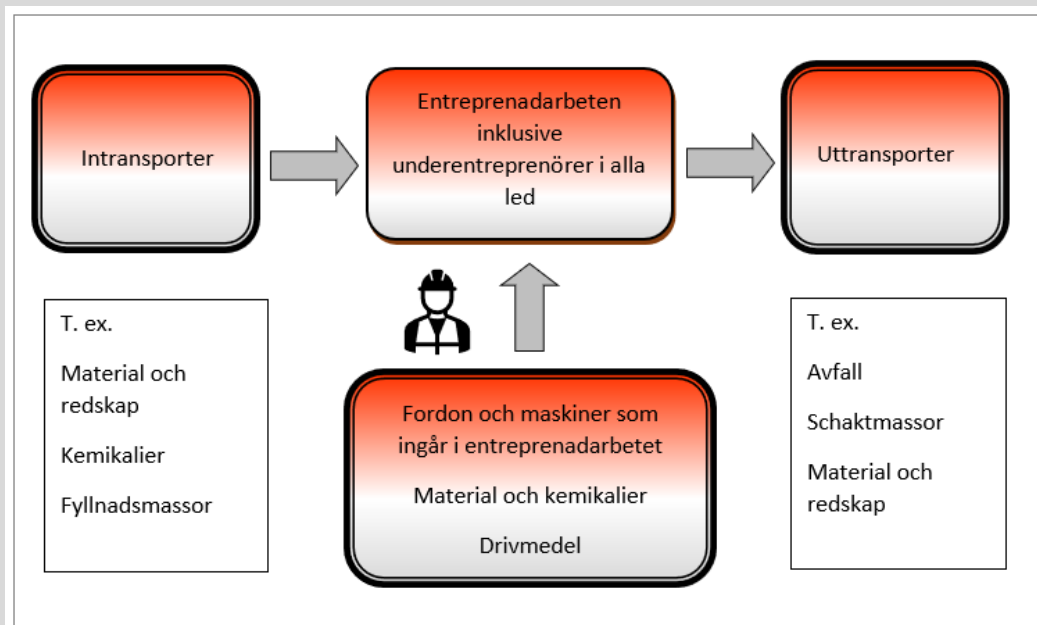 Intransporter
Entreprenadarbeten
inklusive
underentreprenörer i alla
led
Uttransporter
T. ex.
Material och
redskap
Kemikalier
Fyllnadsmassor
Fordon och maskiner som
ingår i entreprenadarbetet
Material och kemikalier
Drivmedel
T. ex.
Avfall
Schaktmassor
Material och
redskap